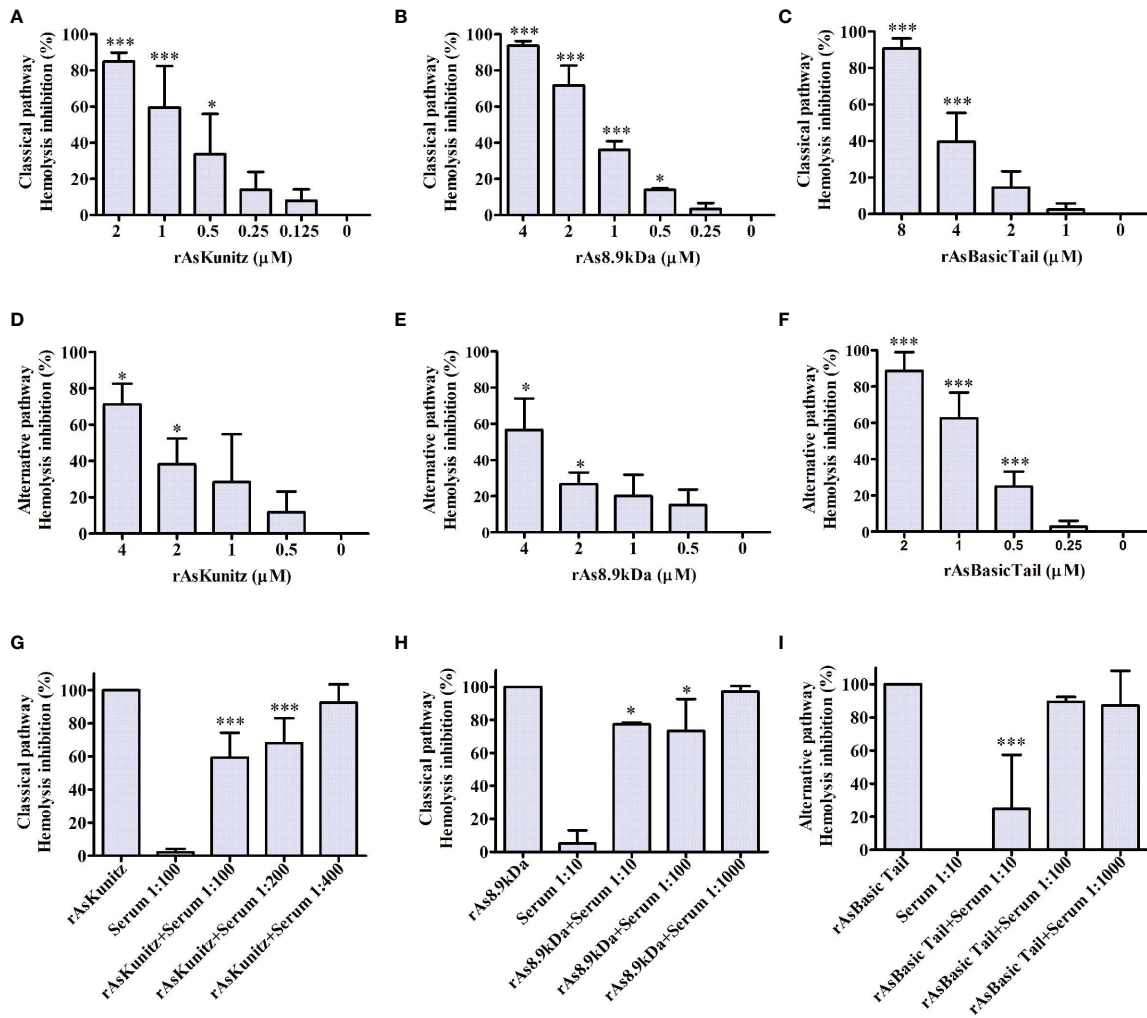 A
Classical pathway
Hemolysis inhibition (%)
100
80
60
40
20
0
***
***
*
2 1 0.5 0.25 0.125 0
rAsKunitz (µM)
B
Classical pathway
Hemolysis inhibition (%)
100
80
60
40
20
0
***
***
***
*
4 2 1 0.5 0.25 0
rAs8.9kDa (µM)
C
Classical pathway
Hemolysis inhibition (%)
100
80
60
40
20
0
***
***
8 4 2 1 0
rAsBasicTail (µM)
D
Alternative pathway
Hemolysis inhibition (%)
100
80
60
40
20
0
*
*
4 2 1 0.5 0
rAsKunitz (µM)
E
Alternative pathway
Hemolysis inhibition (%)
100
80
60
40
20
0
*
*
4 2 1 0.5 0
rAs8.9kDa (µM)
F
Alternative pathway
Hemolysis inhibition (%)
100
80
60
40
20
0
***
***
***
2 1 0.5 0.25 0
rAsBasicTail (µM)
G
Classical pathway
Hemolysis inhibition (%)
100
80
60
40
20
0
***
***
rAsKunitz
Serum 1:100
rAsKunitz+Serum 1:100
rAsKunitz+Serum 1:200
rAsKunitz+Serum 1:400
H
Classical pathway
Hemolysis inhibition (%)
100
80
60
40
20
0
*
*
rAs8.9kDa
Serum 1:10
rAs8.9kDa+Serum 1:10
rAs8.9kDa+Serum 1:100
rAs8.9kDa+Serum 1:1000
I
Alternative pathway
Hemolysis inhibition (%)
100
80
60
40
20
0
***
rAsBasic Tail
Serum 1:10
rAsBasic Tail+Serum 1:10
rAsBasic Tail+Serum 1:100
rAsBasic Tail+Serum 1:1000